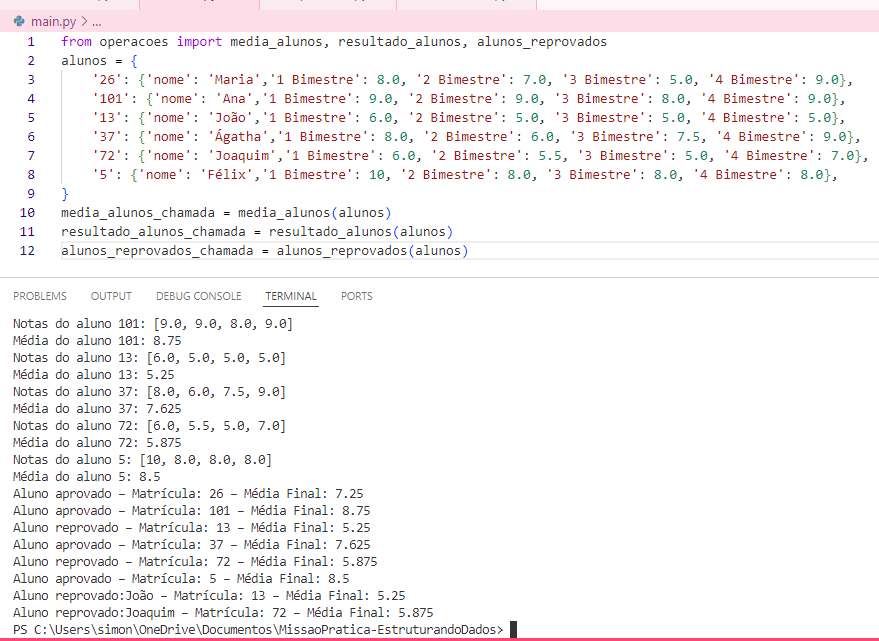 main.py > ...
1 from operacoes import media_alunos, resultado_alunos, alunos_reprovados
2 alunos = {
3 '26': {'nome': 'Maria','1 Bimestre': 8.0, '2 Bimestre': 7.0, '3 Bimestre': 5.0, '4 Bimestre': 9.0},
4 '101': {'nome': 'Ana','1 Bimestre': 9.0, '2 Bimestre': 9.0, '3 Bimestre': 8.0, '4 Bimestre': 9.0},
5 '13': {'nome': 'João','1 Bimestre': 6.0, '2 Bimestre': 5.0, '3 Bimestre': 5.0, '4 Bimestre': 5.0},
6 '37': {'nome': 'Ágatha','1 Bimestre': 8.0, '2 Bimestre': 6.0, '3 Bimestre': 7.5, '4 Bimestre': 9.0},
7 '72': {'nome': 'Joaquim','1 Bimestre': 6.0, '2 Bimestre': 5.5, '3 Bimestre': 5.0, '4 Bimestre': 7.0},
8 '5': {'nome': 'Félix','1 Bimestre': 10, '2 Bimestre': 8.0, '3 Bimestre': 8.0, '4 Bimestre': 8.0},
9 }
10 media_alunos_chamada = media_alunos(alunos)
11 resultado_alunos_chamada = resultado_alunos(alunos)
12 alunos_reprovados_chamada = alunos_reprovados(alunos)
PROBLEMS OUTPUT DEBUG CONSOLE TERMINAL PORTS
Notas do aluno 101: [9.0, 9.0, 8.0, 9.0]
Média do aluno 101: 8.75
Notas do aluno 13: [6.0, 5.0, 5.0, 5.0]
Média do aluno 13: 5.25
Notas do aluno 37: [8.0, 6.0, 7.5, 9.0]
Média do aluno 37: 7.625
Notas do aluno 72: [6.0, 5.5, 5.0, 7.0]
Média do aluno 72: 5.875
Notas do aluno 5: [10, 8.0, 8.0, 8.0]
Média do aluno 5: 8.5
Aluno aprovado – Matrícula: 26 – Média Final: 7.25
Aluno aprovado – Matrícula: 101 – Média Final: 8.75
Aluno reprovado – Matrícula: 13 – Média Final: 5.25
Aluno aprovado – Matrícula: 37 – Média Final: 7.625
Aluno reprovado – Matrícula: 72 – Média Final: 5.875
Aluno aprovado – Matrícula: 5 – Média Final: 8.5
Aluno reprovado:João – Matrícula: 13 – Média Final: 5.25
Aluno reprovado:Joaquim – Matrícula: 72 – Média Final: 5.875
PS C:\Users\simon\OneDrive\Documentos\MissaoPratica-EstruturandoDados>